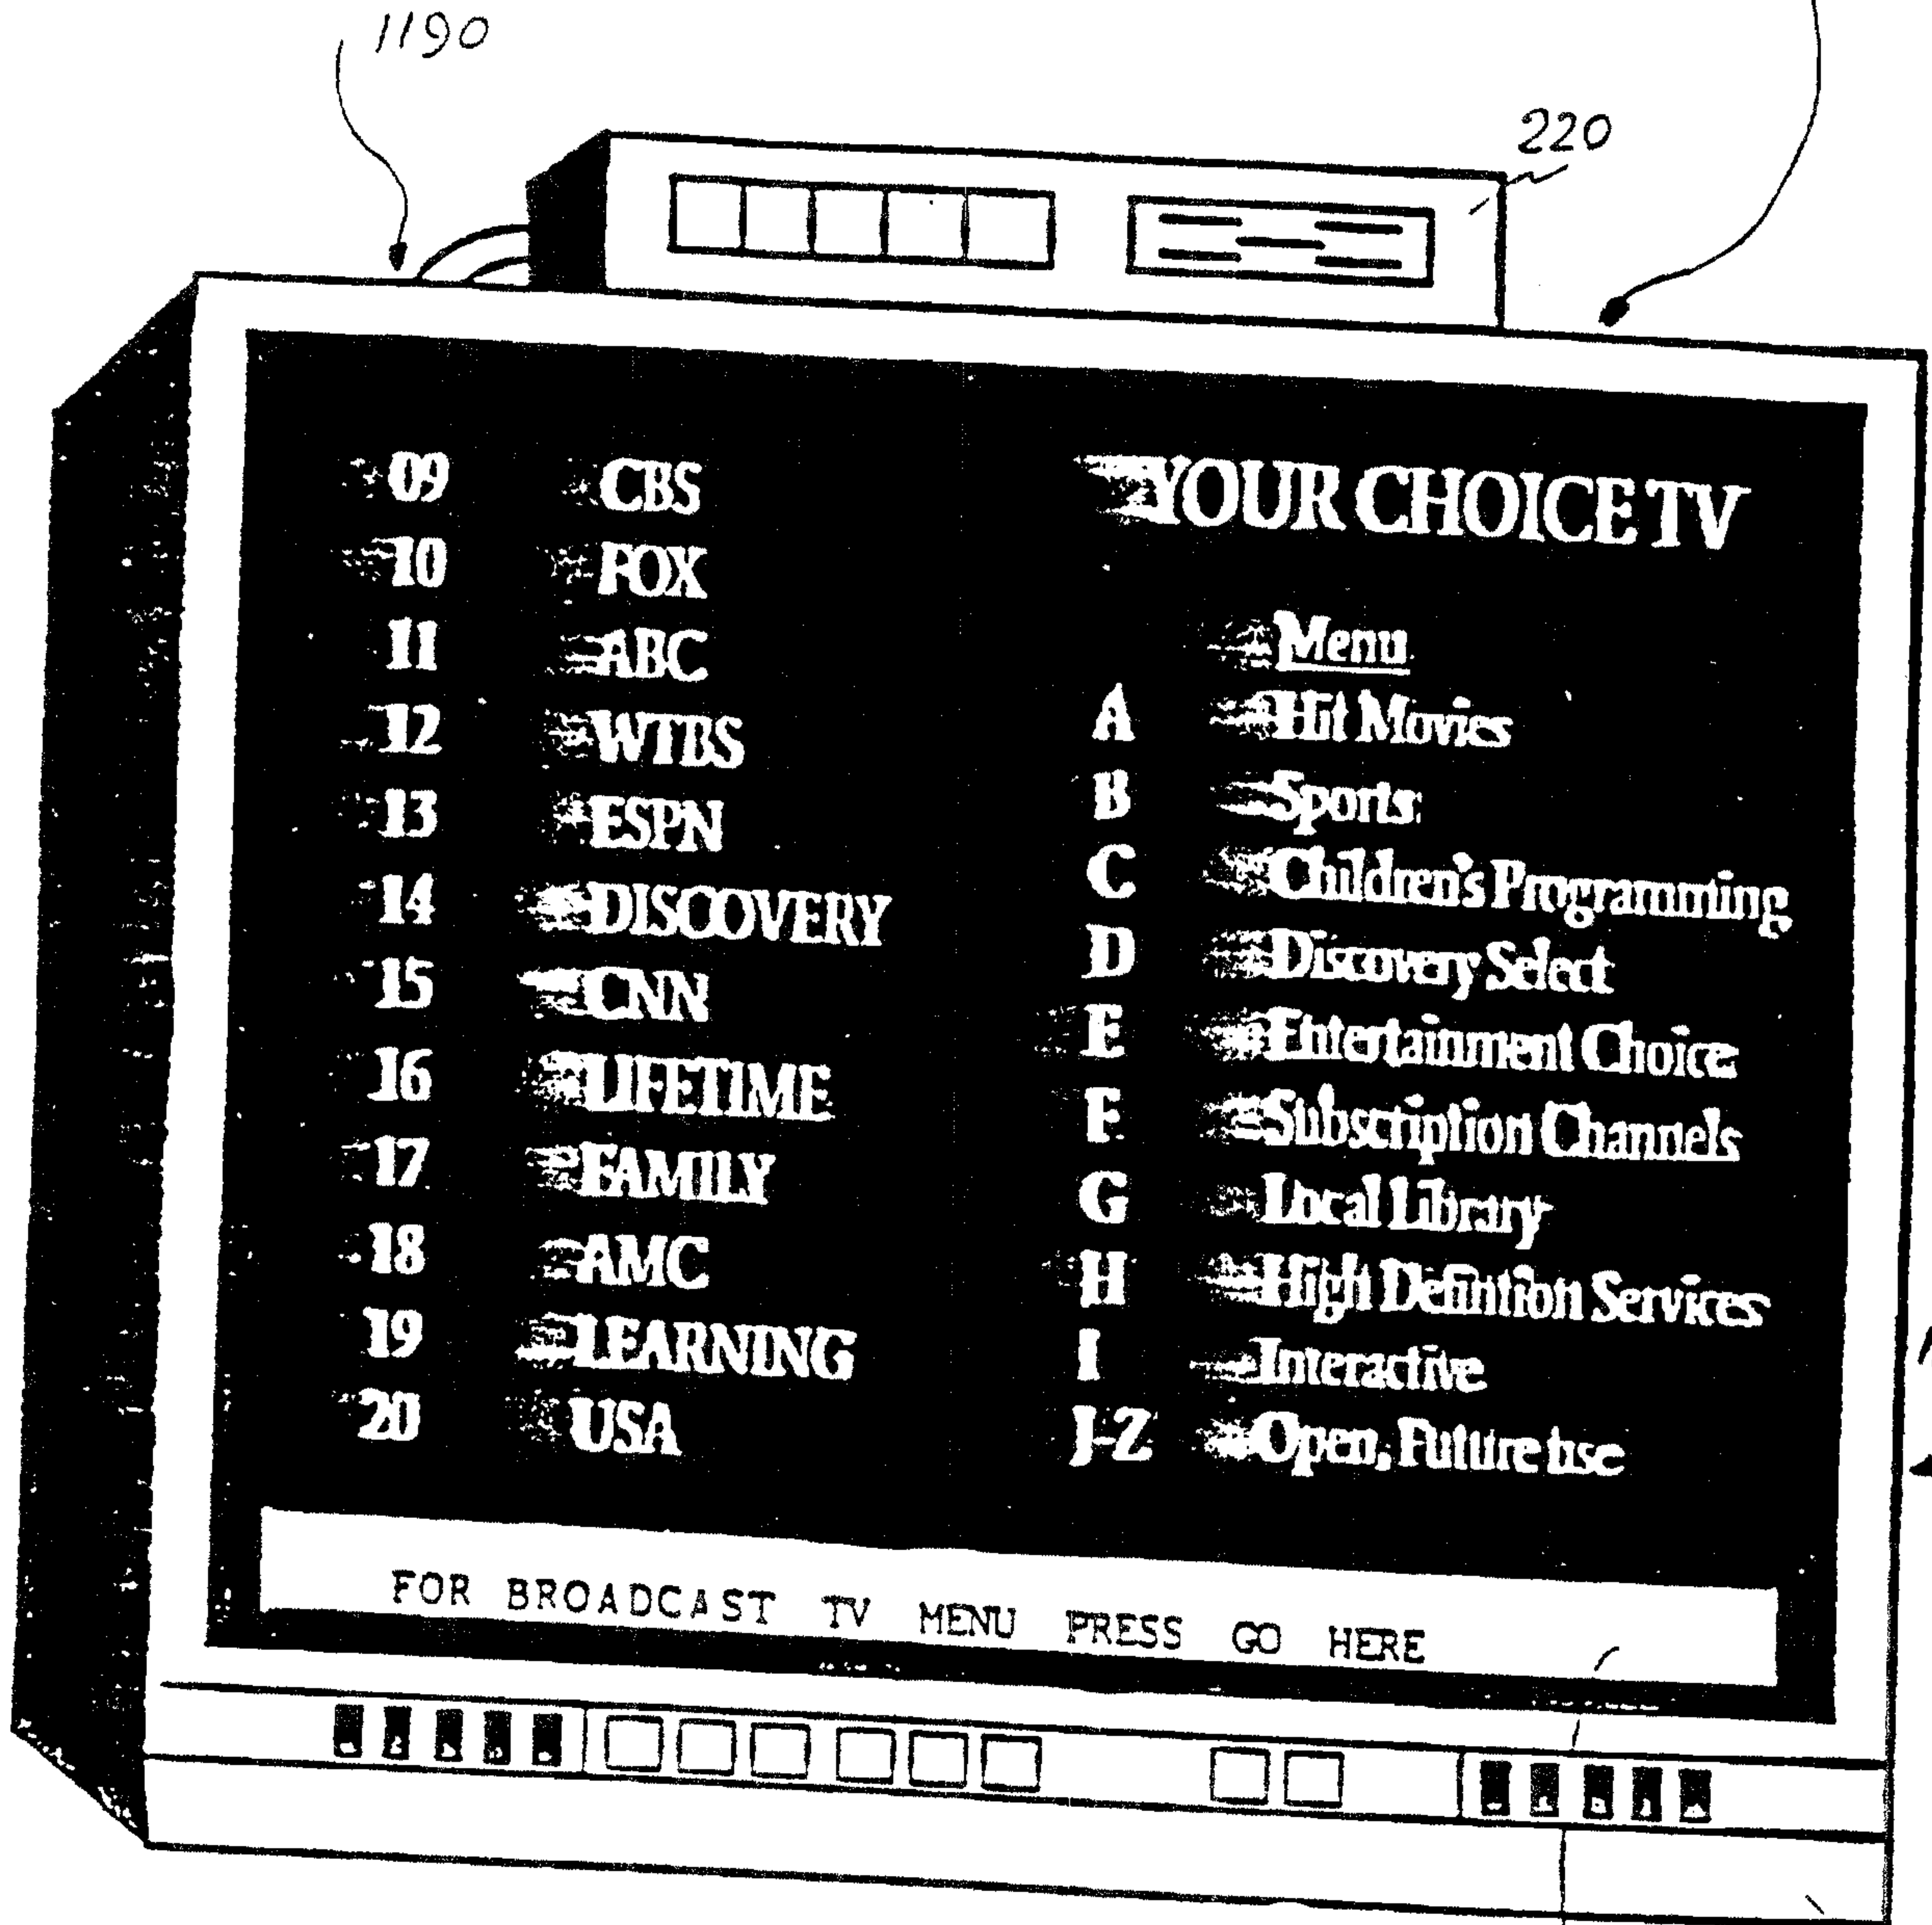 1190
220
09 CBS
10 FOX
11 ABC
12 WTBS
13 ESPN
14 DISCOVERY
15 CNN
16 LIFETIME
17 FAMILY
18 AMC
19 LEARNING
20 USA
YOUR CHOICE TV
Menu
A Hit Movies
B Sports
C Children's Programming
D Discovery Select
E Entertainment Choice
F Subscription Channels
G Local Library
H High Defintion Services
I Interactive
J-Z Open, Future use
FOR BROADCAST TV MENU PRESS GO HERE